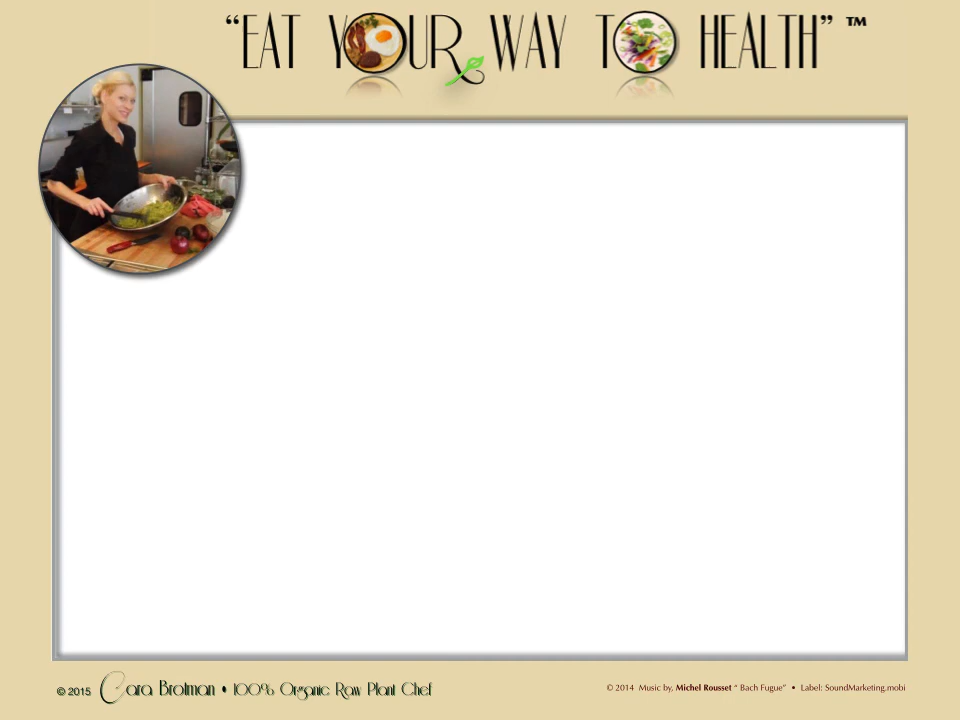 “EAT YOUR WAY TO HEALTH” ™
© 2015 Cara Brotman • 100% Organic Raw Plant Chef
© 2014 Music by, Michel Rousset “ Bach Fugue” • Label: SoundMarketing.mobi